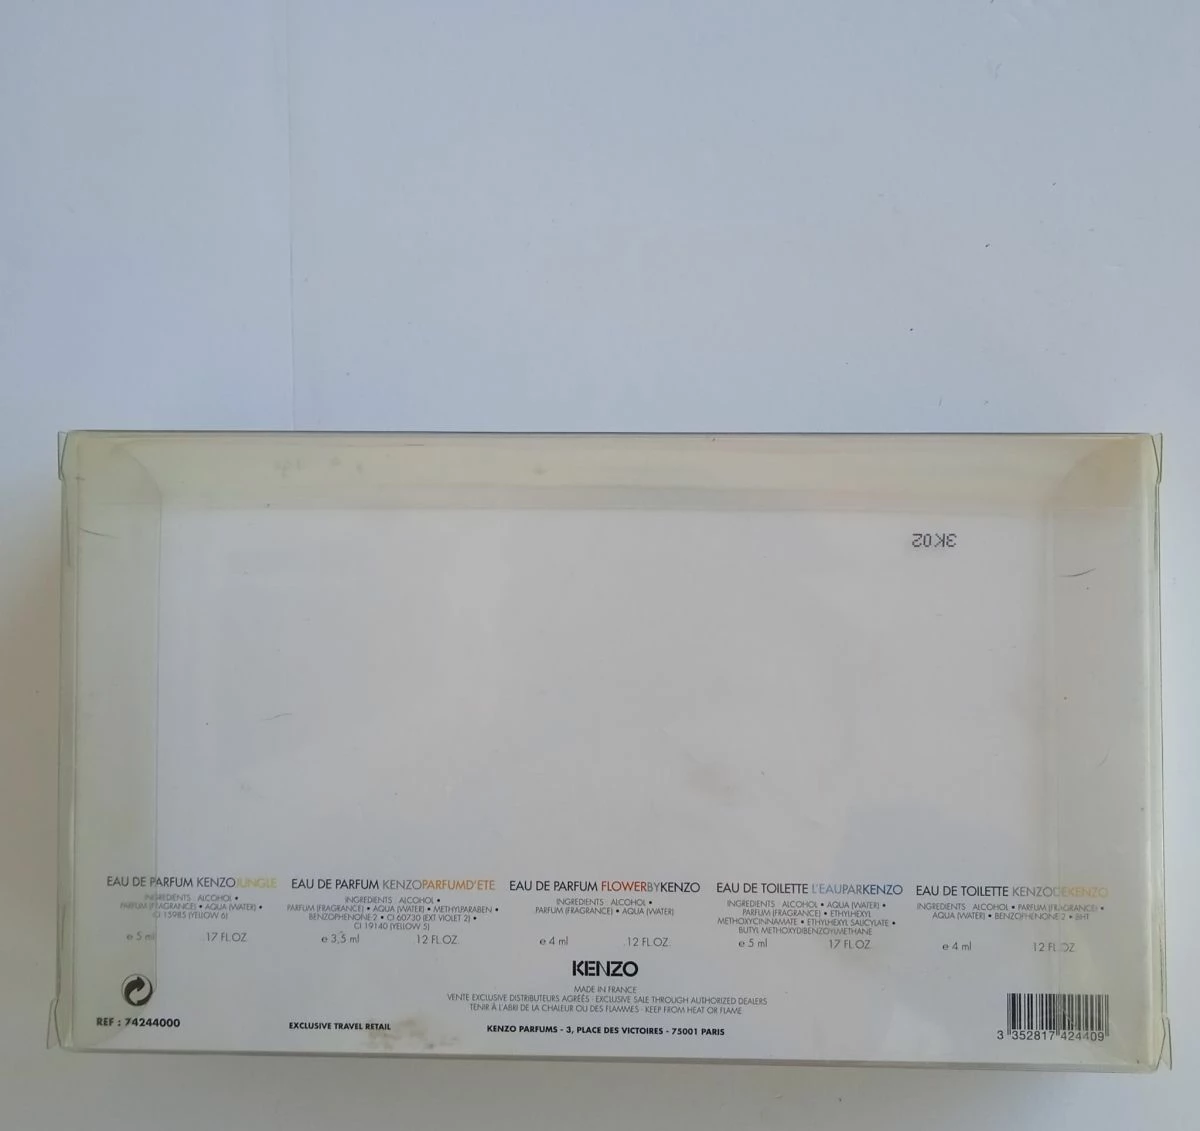 3K02
EAU DE PARFUM KENZOJUNGLE
INGREDIENTS ALCOHOL •
PARFUM (FRAGRANCE) • AQUA (WATER) •
CI 15985 (YELLOW 6)
e 5 ml .17 FL.OZ.
EAU DE PARFUM KENZOPARFUMD'ETE
INGREDIENTS ALCOHOL •
PARFUM (FRAGRANCE) • AQUA (WATER) • METHYLPARABEN •
BENZOPHENONE-2 • CI 60730 (EXT VIOLET 2) •
CI 19140 (YELLOW 5)
e 3,5 ml .12 FL.OZ.
EAU DE PARFUM FLOWERBYKENZO
INGREDIENTS ALCOHOL •
PARFUM (FRAGRANCE) • AQUA (WATER)
e 4 ml .12 FL.OZ.
EAU DE TOILETTE L'EAUPARKENZO
INGREDIENTS ALCOHOL • AQUA (WATER) •
PARFUM (FRAGRANCE) • ETHYLHEXYL
METHOXYCINNAMATE • ETHYLHEXYL SALICYLATE •
BUTYL METHOXYDIBENZOYLMETHANE
e 5 ml .17 FL.OZ.
EAU DE TOILETTE KENZODEKENZO
INGREDIENTS ALCOHOL • PARFUM (FRAGRANCE) •
AQUA (WATER) • BENZOPHENONE-2 • BHT
e 4 ml .12 FL.OZ.
KENZO
MADE IN FRANCE
VENTE EXCLUSIVE DISTRIBUTEURS AGRÉÉS · EXCLUSIVE SALE THROUGH AUTHORIZED DEALERS
TENIR À L'ABRI DE LA CHALEUR OU DES FLAMMES · KEEP FROM HEAT OR FLAME
REF : 74244000
EXCLUSIVE TRAVEL RETAIL
KENZO PARFUMS - 3, PLACE DES VICTOIRES - 75001 PARIS
3 352817 424409